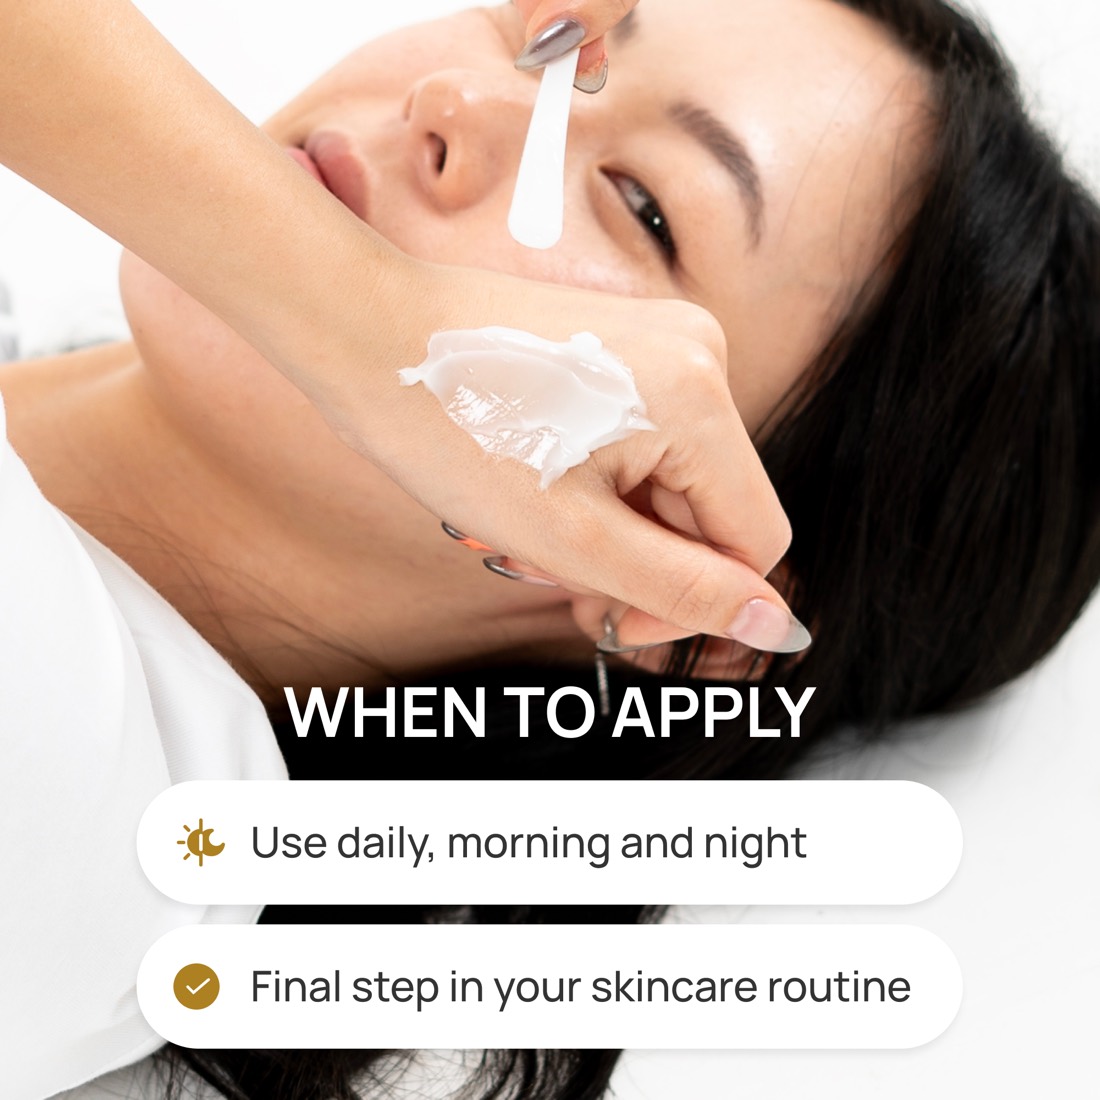 WHEN TO APPLY
Use daily, morning and night
Final step in your skincare routine